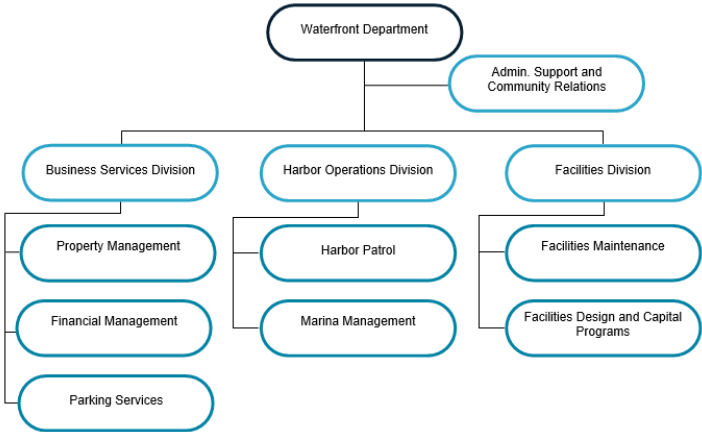 Waterfront Department
Admin. Support and
Community Relations
Business Services Division
Harbor Operations Division
Facilities Division
Property Management
Harbor Patrol
Facilities Maintenance
Financial Management
Marina Management
Facilities Design and Capital
Programs
Parking Services